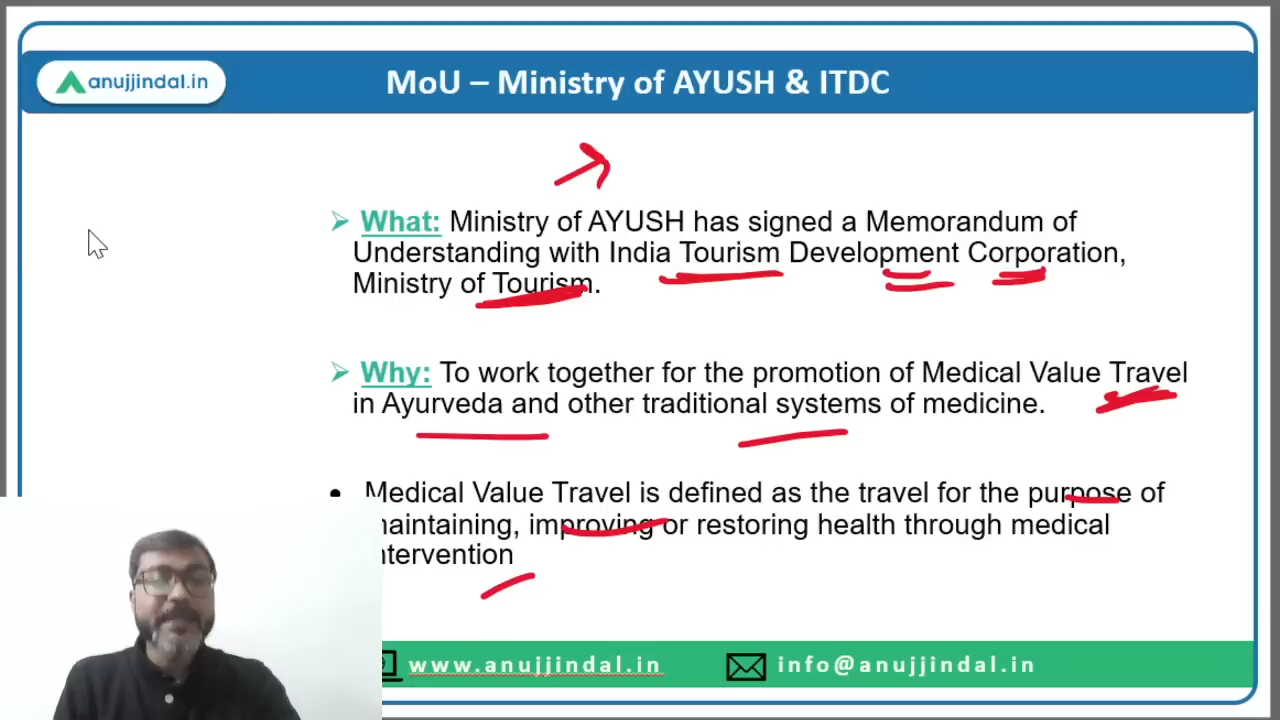 anujjindal.in
MoU – Ministry of AYUSH & ITDC
What: Ministry of AYUSH has signed a Memorandum of
Understanding with India Tourism Development Corporation,
Ministry of Tourism.
Why: To work together for the promotion of Medical Value Travel
in Ayurveda and other traditional systems of medicine.
• Medical Value Travel is defined as the travel for the purpose of
maintaining, improving or restoring health through medical
intervention
www.anujjindal.in info@anujjindal.in